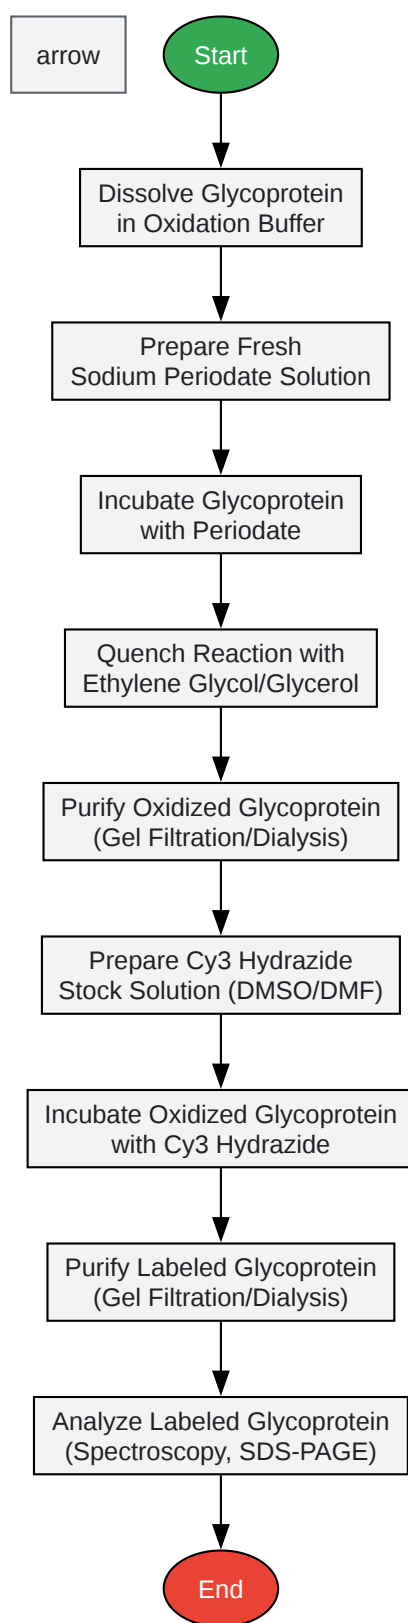 arrow
Start
Dissolve Glycoprotein
in Oxidation Buffer
Prepare Fresh
Sodium Periodate Solution
Incubate Glycoprotein
with Periodate
Quench Reaction with
Ethylene Glycol/Glycerol
Purify Oxidized Glycoprotein
(Gel Filtration/Dialysis)
Prepare Cy3 Hydrazide
Stock Solution (DMSO/DMF)
Incubate Oxidized Glycoprotein
with Cy3 Hydrazide
Purify Labeled Glycoprotein
(Gel Filtration/Dialysis)
Analyze Labeled Glycoprotein
(Spectroscopy, SDS-PAGE)
End